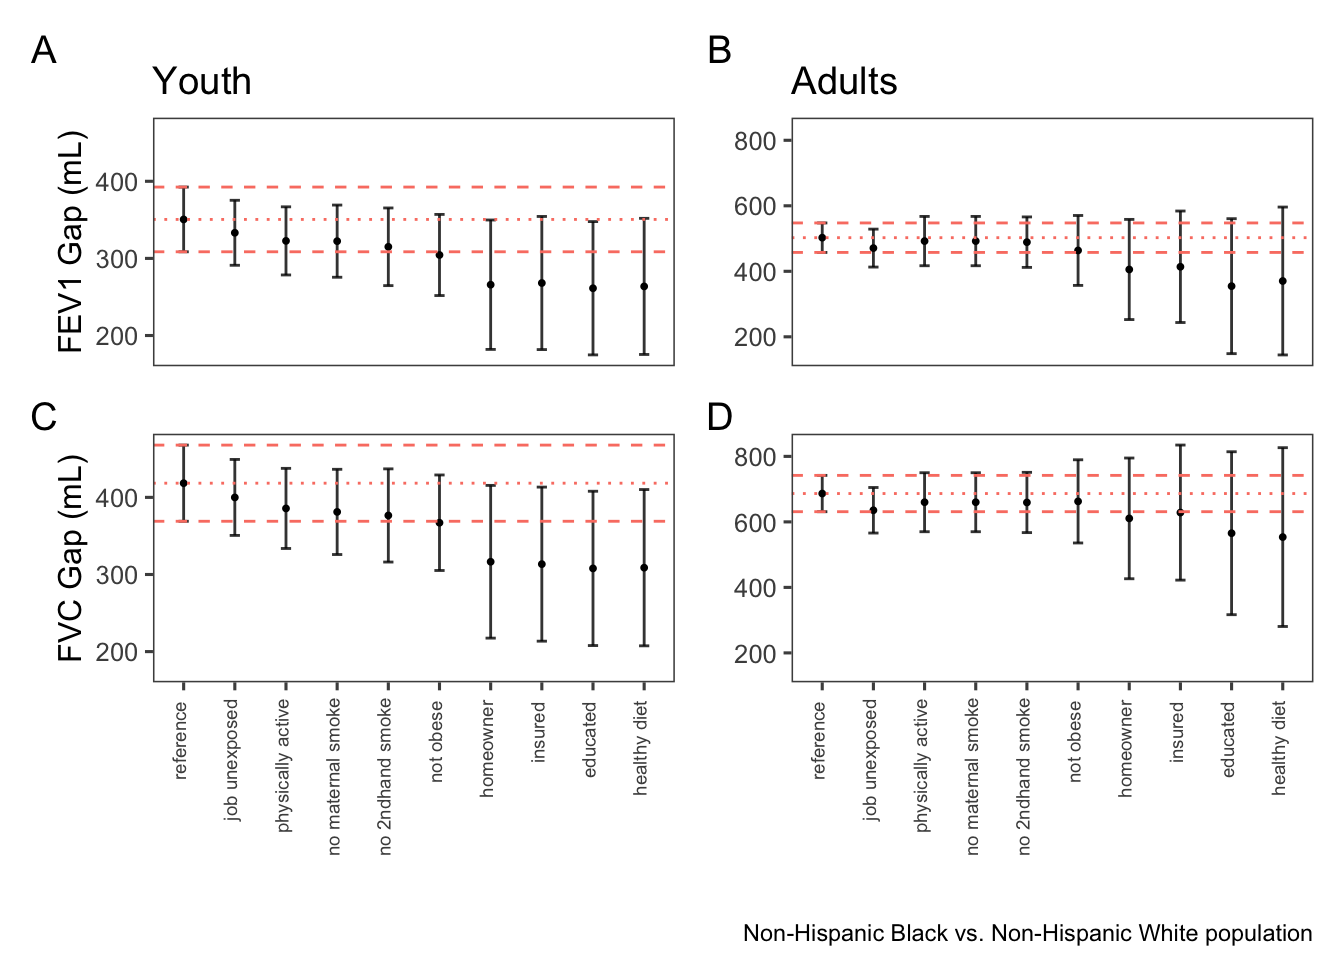 A
Youth
FEV1 Gap (mL)
400
300
200
B
Adults
800
600
400
200
C
FVC Gap (mL)
400
300
200
reference
job unexposed
physically active
no maternal smoke
no 2ndhand smoke
not obese
homeowner
insured
educated
healthy diet
D
800
600
400
200
reference
job unexposed
physically active
no maternal smoke
no 2ndhand smoke
not obese
homeowner
insured
educated
healthy diet
Non-Hispanic Black vs. Non-Hispanic White population